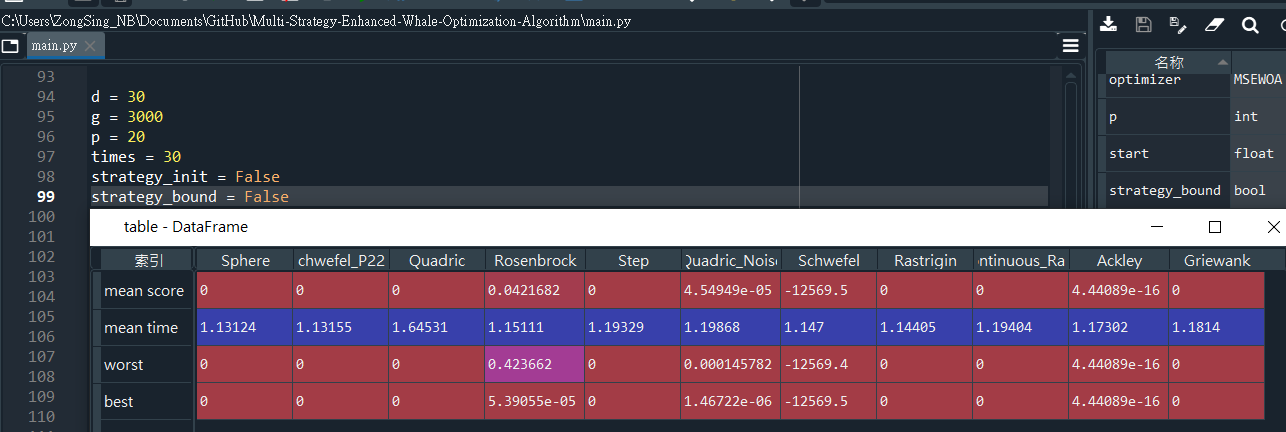 C:\Users\ZongSing_NB\Documents\GitHub\Multi-Strategy-Enhanced-Whale-Optimization-Algorithm\main.py
main.py
93
94 d = 30
95 g = 3000
96 p = 20
97 times = 30
98 strategy_init = False
99 strategy_bound = False
100
101
102
103
104
105
106
107
108
109
110
名称
optimizer MSEWOA
p int
start float
strategy_bound bool
table - DataFrame
索引 Sphere chwefel_P22 Quadric Rosenbrock Step Quadric_Noise Schwefel Rastrigin ntinuous_Ra Ackley Griewank
mean score 0 0 0 0.0421682 0 4.54949e-05 -12569.5 0 0 4.44089e-16 0
mean time 1.13124 1.13155 1.64531 1.15111 1.19329 1.19868 1.147 1.14405 1.19404 1.17302 1.1814
worst 0 0 0 0.423662 0 0.000145782 -12569.4 0 0 4.44089e-16 0
best 0 0 0 5.39055e-05 0 1.46722e-06 -12569.5 0 0 4.44089e-16 0